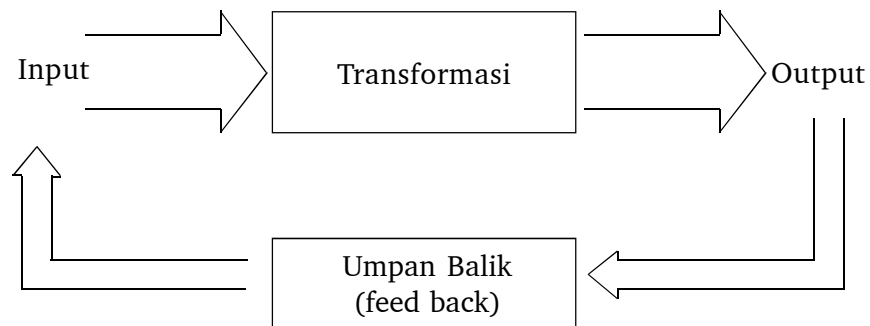 Input
Transformasi
Output
Umpan Balik
(feed back)